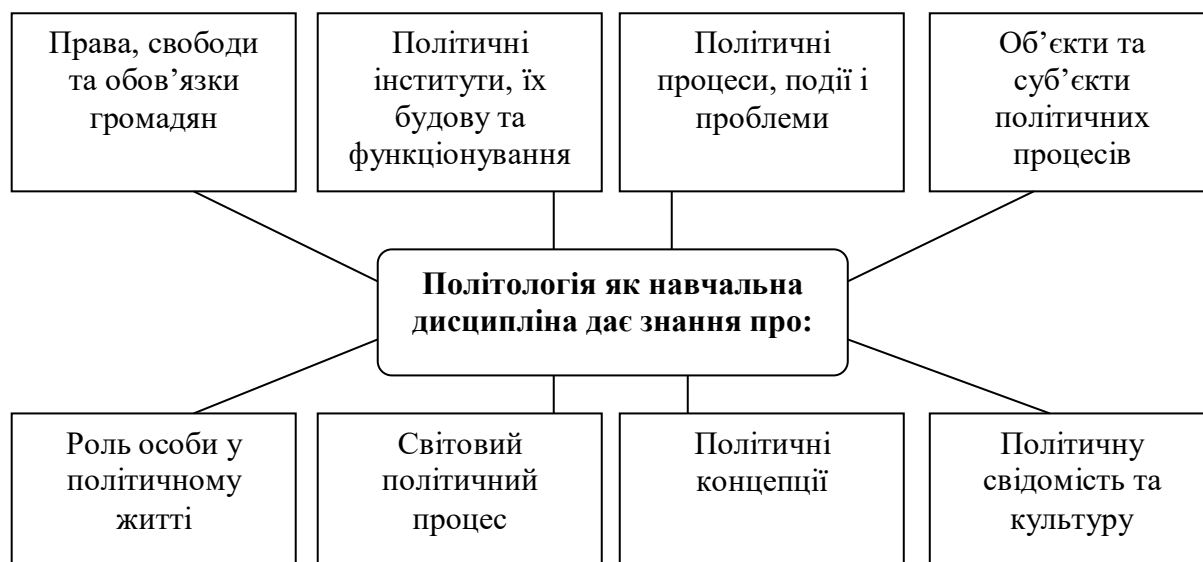 Права, свободи
та обов’язки
громадян
Політичні
інститути, їх
будову та
функціонування
Політичні
процеси, події і
проблеми
Об’єкти та
суб’єкти
політичних
процесів
Політологія як навчальна
дисципліна дає знання про:
Роль особи у
політичному
житті
Світовий
політичний
процес
Політичні
концепції
Політичну
свідомість та
культуру